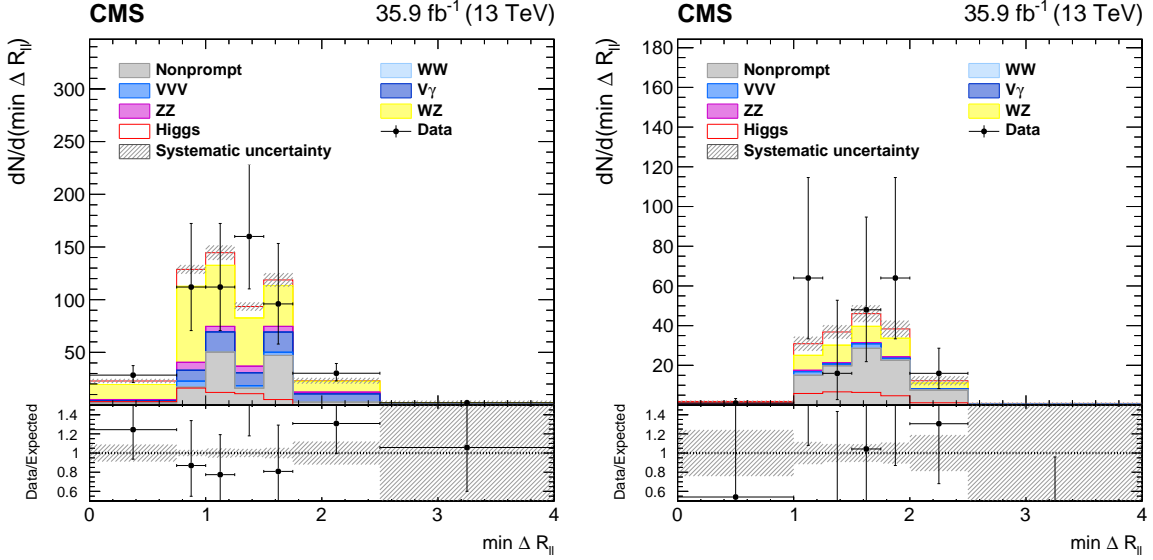 CMS 35.9 fb⁻¹ (13 TeV)
dN/d(min Δ R_ll)
300
250
200
150
100
50
Nonprompt
VVV
ZZ
Higgs
Systematic uncertainty
WW
Vγ
WZ
Data
Data/Expected
1.4
1.2
1
0.8
0.6
0 1 2 3 4
min Δ R_ll
CMS 35.9 fb⁻¹ (13 TeV)
dN/d(min Δ R_ll)
180
160
140
120
100
80
60
40
20
Nonprompt
VVV
ZZ
Higgs
Systematic uncertainty
WW
Vγ
WZ
Data
Data/Expected
1.4
1.2
1
0.8
0.6
0 1 2 3 4
min Δ R_ll